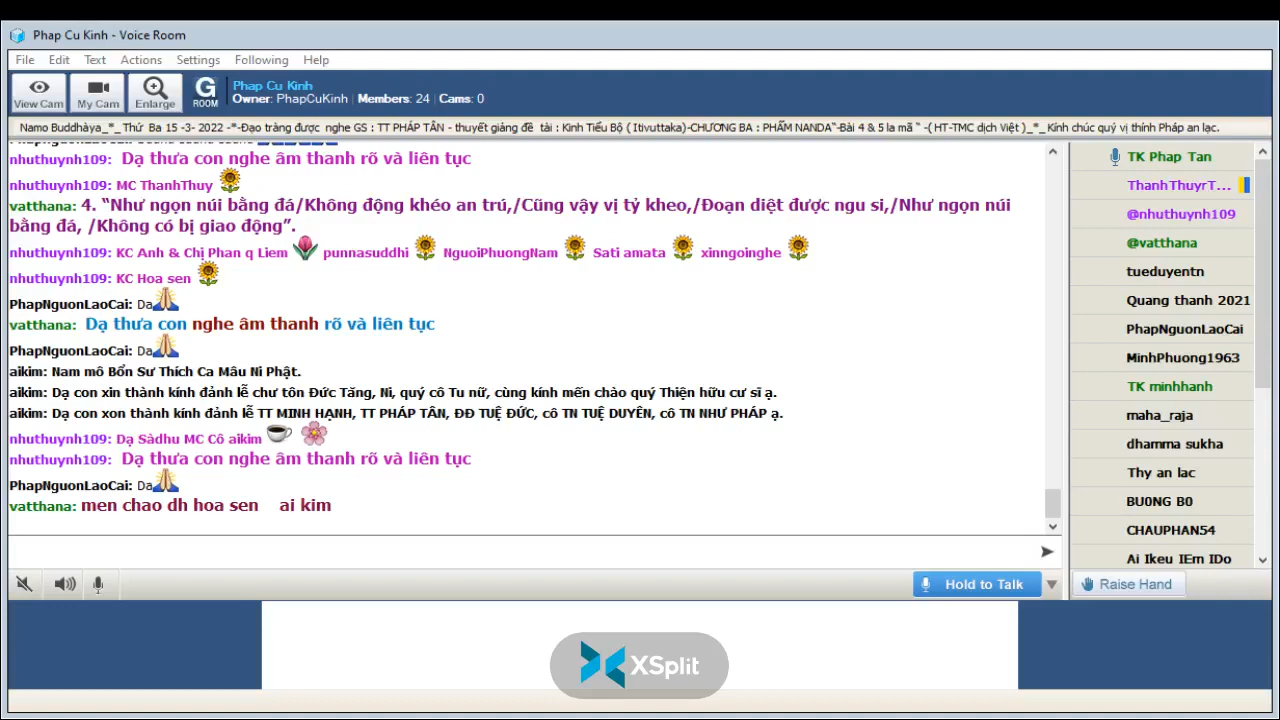 Phap Cu Kinh - Voice Room
File Edit Text Actions Settings Following Help
View Cam
My Cam
Enlarge
G
ROOM
Phap Cu Kinh
Owner: PhapCuKinh | Members: 24 | Cams: 0
Namo Buddhàya_*_ Thứ Ba 15 -3- 2022 -*-Đạo tràng được nghe GS : TT PHÁP TÂN - thuyết giảng đề tài : Kinh Tiểu Bộ ( Itivuttaka)-CHƯƠNG BA : PHẨM NANDA"-Bài 4 & 5 la mã " -( HT-TMC dịch Việt )_*_ Kính chúc quý vị thính Pháp an lạc.
nhuthuynh109: Dạ thưa con nghe âm thanh rõ và liên tục
nhuthuynh109: MC ThanhThuy
vatthana: 4. “Như ngọn núi bằng đá/Không động khéo an trú,/Cũng vậy vị tỷ kheo,/Đoạn diệt được ngu si,/Như ngọn núi
bằng đá, /Không có bị giao động”.
nhuthuynh109: KC Anh & Chị Phan q Liem punnasuddhi NguoiPhuongNam Sati amata xinngoinghe
nhuthuynh109: KC Hoa sen
PhapNguonLaoCai: Da
vatthana: Dạ thưa con nghe âm thanh rõ và liên tục
PhapNguonLaoCai: Da
aikim: Nam mô Bổn Sư Thích Ca Mâu Ni Phật.
aikim: Dạ con xin thành kính đảnh lễ chư tôn Đức Tăng, Ni, quý cô Tu nữ, cùng kính mến chào quý Thiện hữu cư sĩ ạ.
aikim: Dạ con xon thành kính đảnh lễ TT MINH HẠNH, TT PHÁP TÂN, ĐĐ TUỆ ĐỨC, cô TN TUỆ DUYÊN, cô TN NHƯ PHÁP ạ.
nhuthuynh109: Dạ Sàdhu MC Cô aikim
nhuthuynh109: Dạ thưa con nghe âm thanh rõ và liên tục
PhapNguonLaoCai: Da
vatthana: men chao dh hoa sen ai kim
TK Phap Tan
ThanhThuyrT...
@nhuthuynh109
@vatthana
tueduyentn
Quang thanh 2021
PhapNguonLaoCai
MinhPhuong1963
TK minhhanh
maha_raja
dhamma sukha
Thy an lac
BU0NG B0
CHAUPHAN54
Ai Ikeu IEm IDo
Hold to Talk
Raise Hand
XSplit